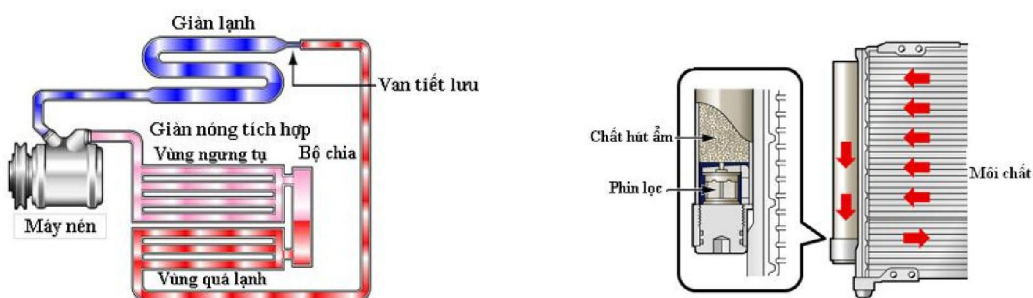 Giàn lạnh
Van tiết lưu
Giàn nóng tích hợp
Vùng ngưng tụ
Bộ chia
Máy nén
Vùng quá lạnh
Chất hút ẩm
Phin lọc
Môi chất